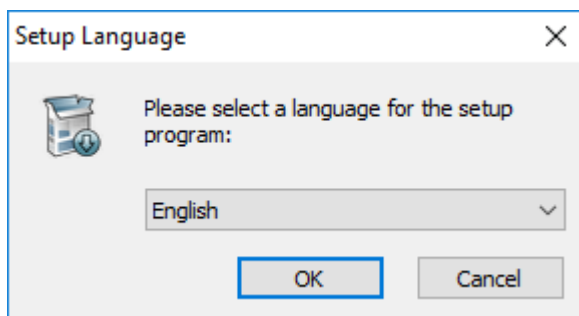 Setup Language
Please select a language for the setup
program:
English
OK
Cancel